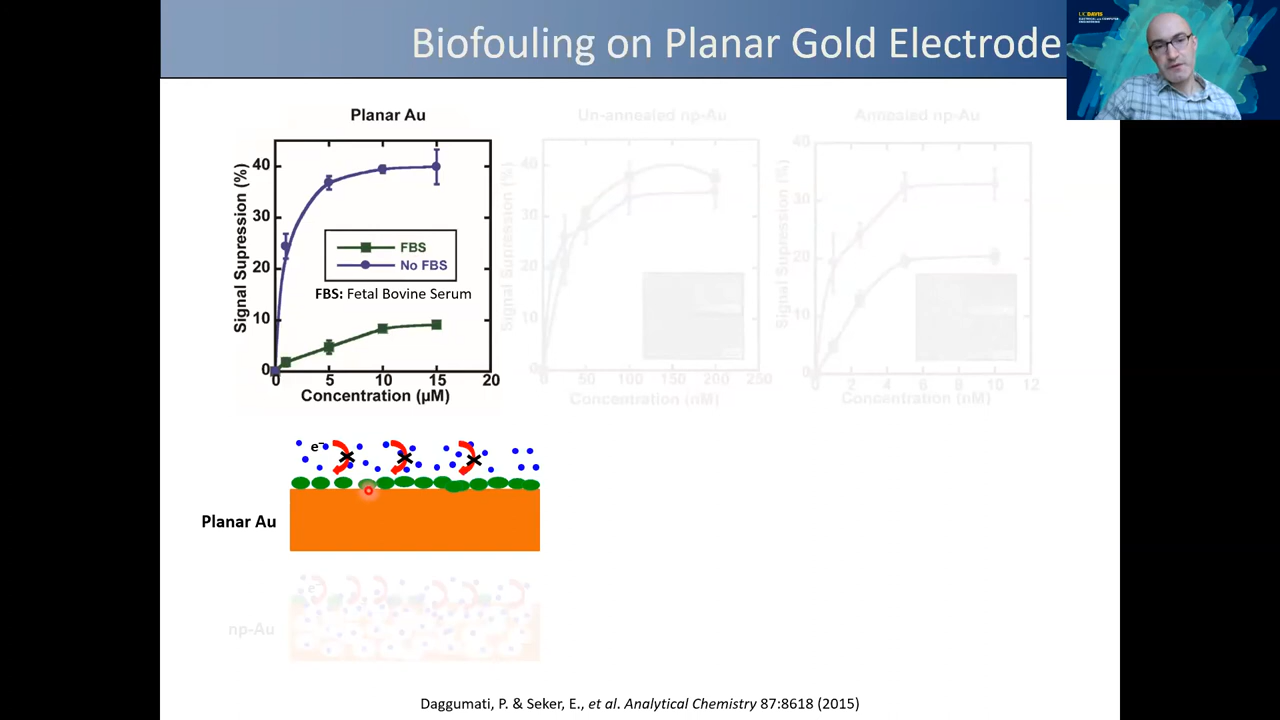 Biofouling on Planar Gold Electrode
UCDAVIS
Planar Au
Un-annealed np-Au
Annealed np-Au
Signal Supression (%)
40
30
20
10
0
FBS
No FBS
FBS: Fetal Bovine Serum
0
5
10
15
20
Concentration (µM)
Signal Supression (%)
40
30
20
10
0
0
50
100
150
200
250
Concentration (nM)
Signal Supression (%)
40
30
20
10
0
0
2
4
6
8
10
12
Concentration (nM)
e⁻
Planar Au
e⁻
np-Au
Daggumati, P. & Seker, E., et al. Analytical Chemistry 87:8618 (2015)